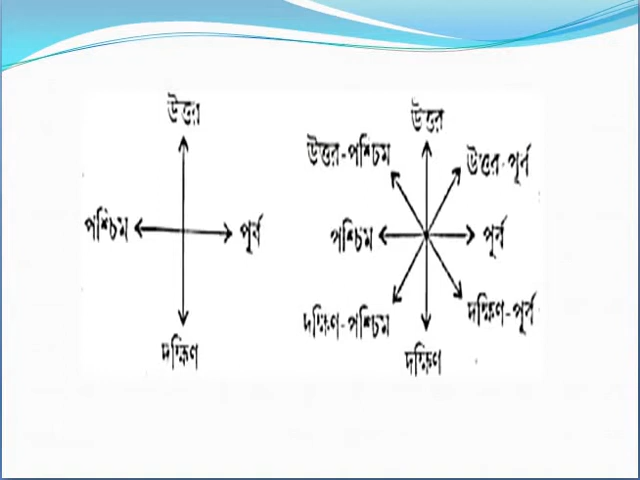 উত্তর
পশ্চিম
পূর্ব
দক্ষিণ
উত্তর
উত্তর-পশ্চিম
উত্তর-পূর্ব
পশ্চিম
পূর্ব
দক্ষিণ-পশ্চিম
দক্ষিণ-পূর্ব
দক্ষিণ